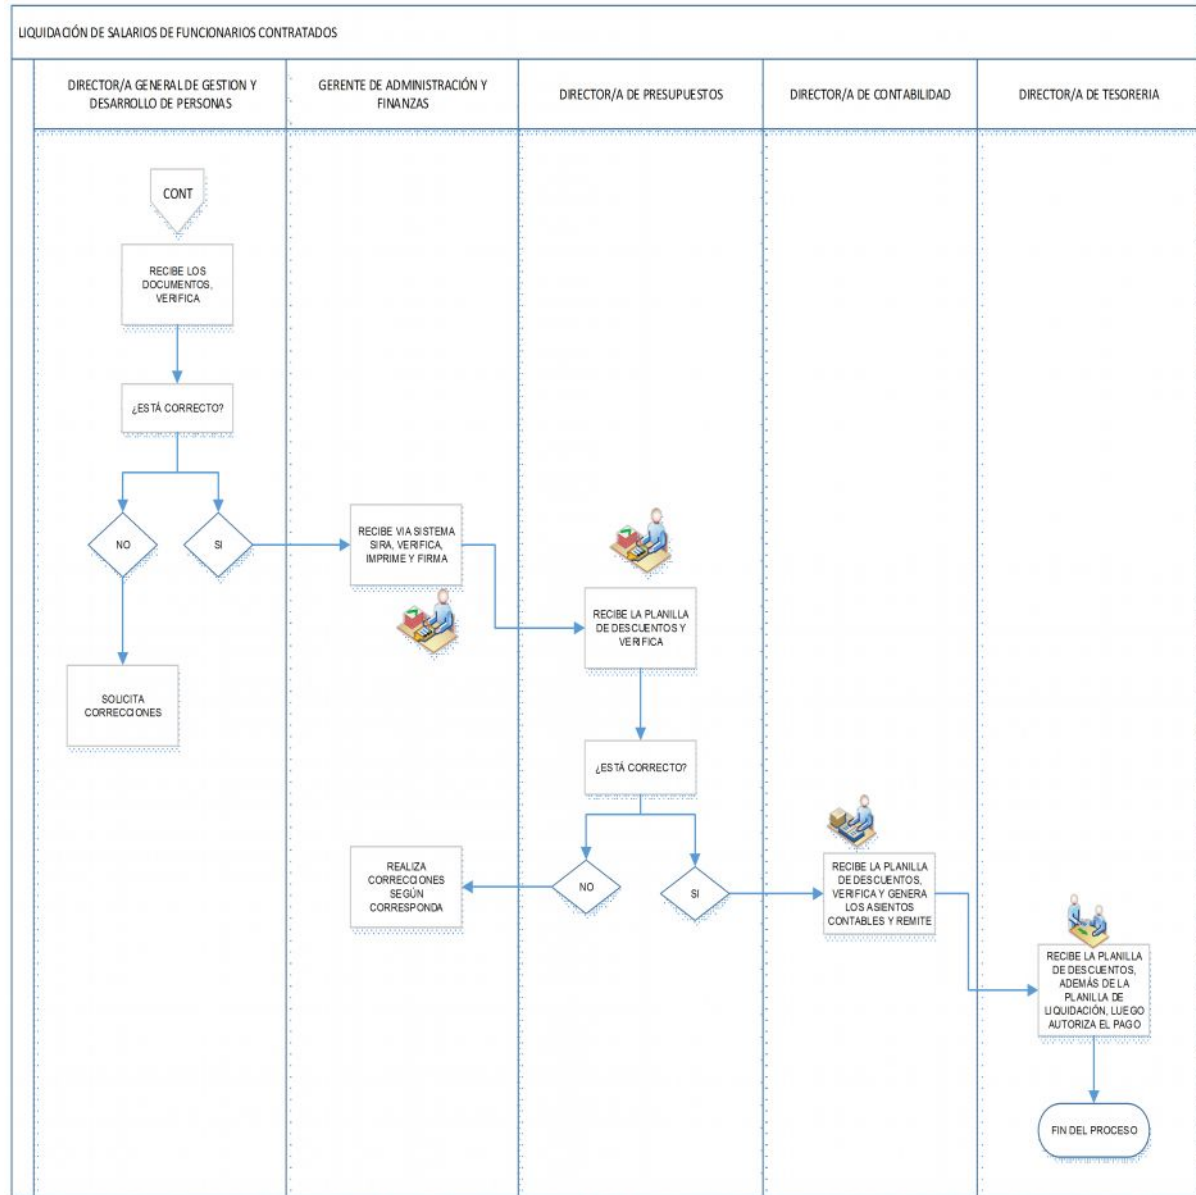 LIQUIDACIÓN DE SALARIOS DE FUNCIONARIOS CONTRATADOS
DIRECTOR/A GENERAL DE GESTION Y
DESARROLLO DE PERSONAS
GERENTE DE ADMINISTRACIÓN Y
FINANZAS
DIRECTOR/A DE PRESUPUESTOS
DIRECTOR/A DE CONTABILIDAD
DIRECTOR/A DE TESORERIA
CONT
RECIBE LOS
DOCUMENTOS,
VERIFICA
¿ESTÁ CORRECTO?
NO
SI
SOLICITA
CORRECCIONES
RECIBE VIA SISTEMA
SIRA, VERIFICA,
IMPRIME Y FIRMA
RECIBE LA PLANILLA
DE DESCUENTOS Y
VERIFICA
¿ESTÁ CORRECTO?
NO
SI
REALIZA
CORRECCIONES
SEGÚN
CORRESPONDA
RECIBE LA PLANILLA
DE DESCUENTOS,
VERIFICA Y GENERA
LOS ASIENTOS
CONTABLES Y REMITE
RECIBE LA PLANILLA
DE DESCUENTOS,
ADEMÁS DE LA
PLANILLA DE
LIQUIDACIÓN, LUEGO
AUTORIZA EL PAGO
FIN DEL PROCESO